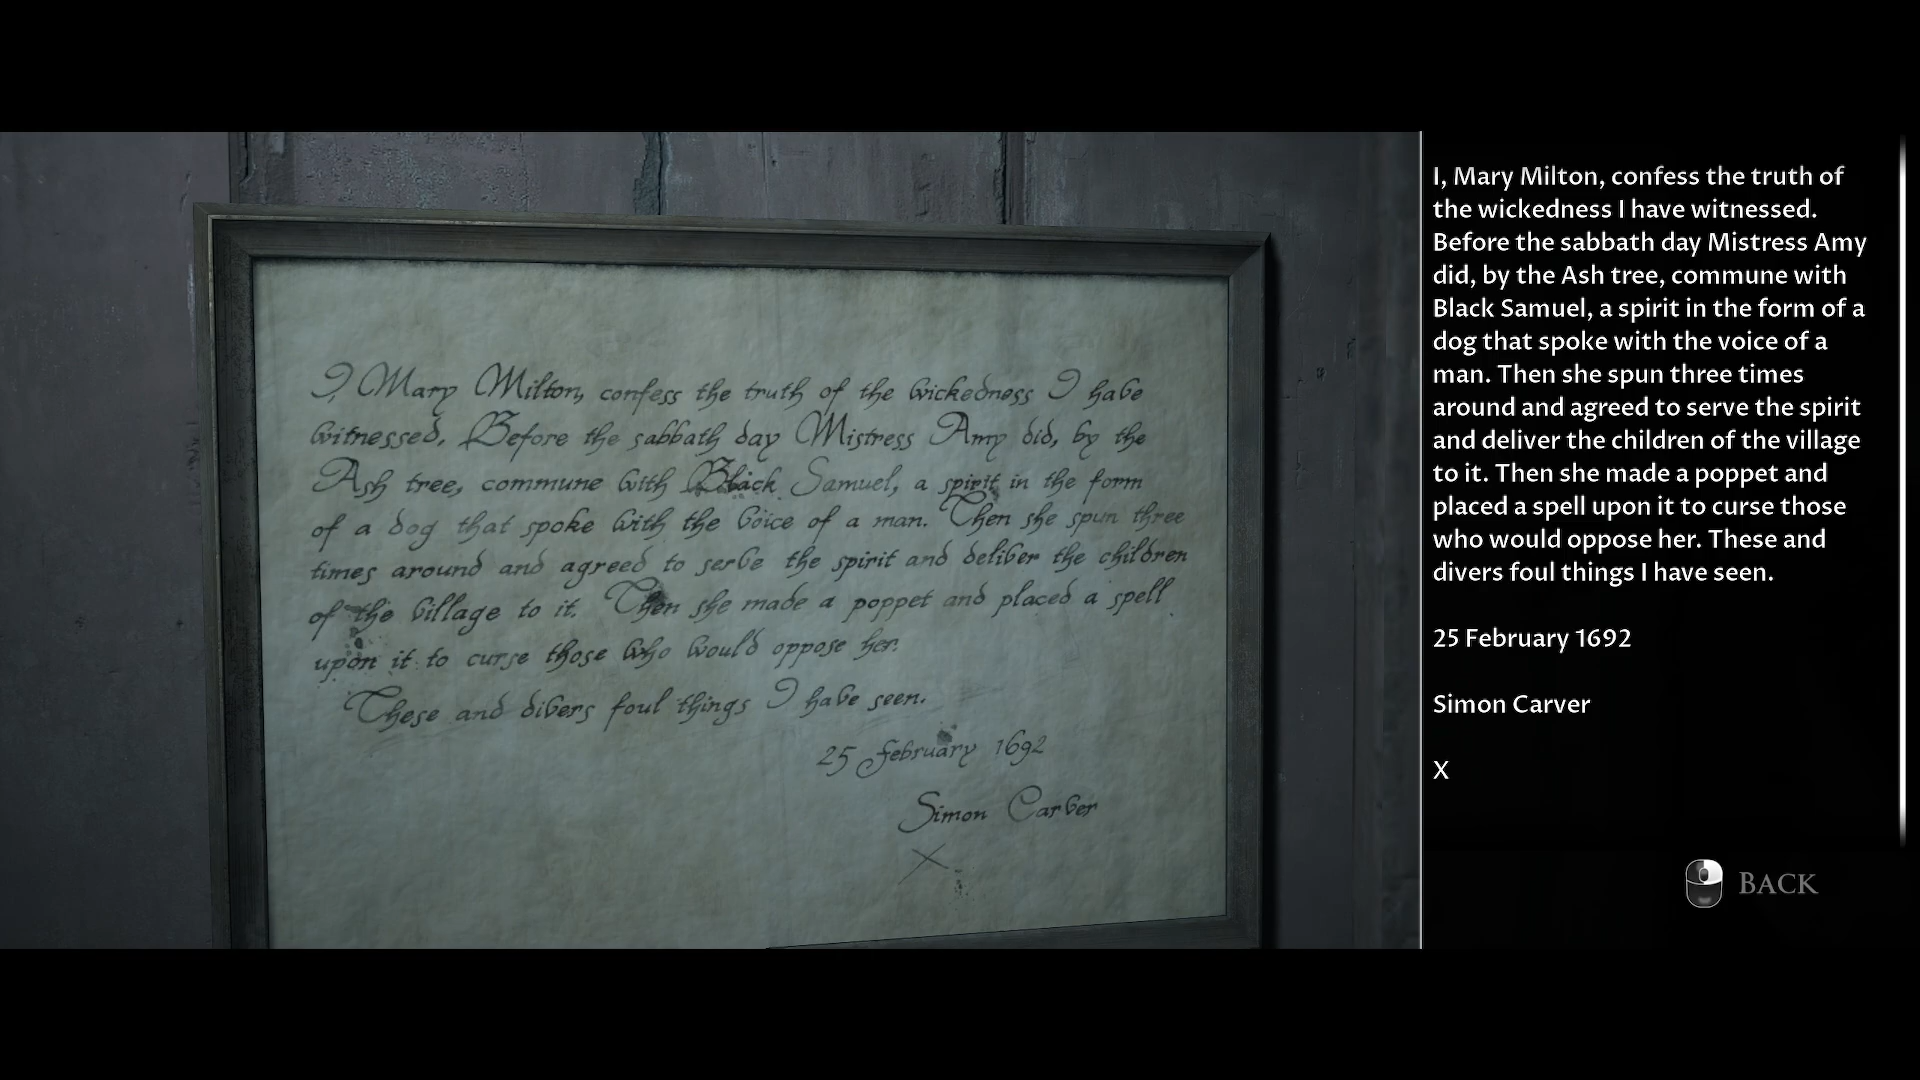 I, Mary Milton, confess the truth of the wickedness I have
witnessed. Before the sabbath day Mistress Amy did, by the
Ash tree, commune with Black Samuel, a spirit in the form
of a dog that spoke with the voice of a man. Then she spun three
times around and agreed to serve the spirit and deliver the children
of the village to it. Then she made a poppet and placed a spell
upon it to curse those who would oppose her.
These and divers foul things I have seen.
25 February 1692
Simon Carver
X
I, Mary Milton, confess the truth of
the wickedness I have witnessed.
Before the sabbath day Mistress Amy
did, by the Ash tree, commune with
Black Samuel, a spirit in the form of a
dog that spoke with the voice of a
man. Then she spun three times
around and agreed to serve the spirit
and deliver the children of the village
to it. Then she made a poppet and
placed a spell upon it to curse those
who would oppose her. These and
divers foul things I have seen.
25 February 1692
Simon Carver
X
BACK